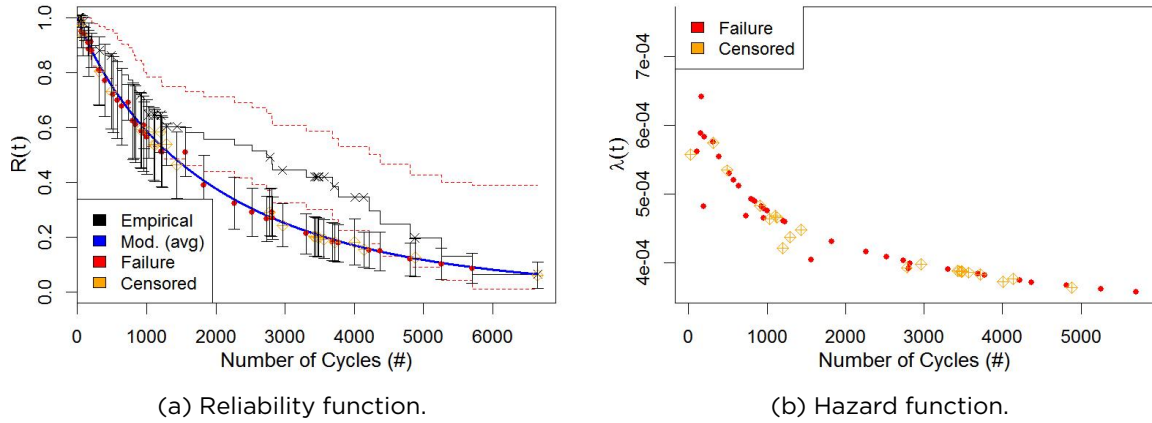 1.0
0.8
0.6
0.4
0.2
0.0
R(t)
Empirical
Mod. (avg)
Failure
Censored
0 1000 2000 3000 4000 5000 6000
Number of Cycles (#)
(a) Reliability function.
Failure
Censored
7e-04
6e-04
5e-04
4e-04
λ(t)
0 1000 2000 3000 4000 5000
Number of Cycles (#)
(b) Hazard function.